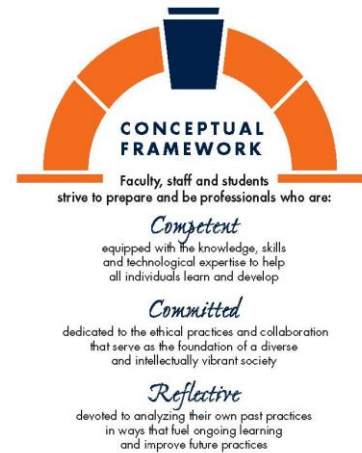 CONCEPTUAL
FRAMEWORK
Faculty, staff and students
strive to prepare and be professionals who are:
Competent
equipped with the knowledge, skills
and technological expertise to help
all individuals learn and develop
Committed
dedicated to the ethical practices and collaboration
that serve as the foundation of a diverse
and intellectually vibrant society
Reflective
devoted to analyzing their own past practices
in ways that fuel ongoing learning
and improve future practices